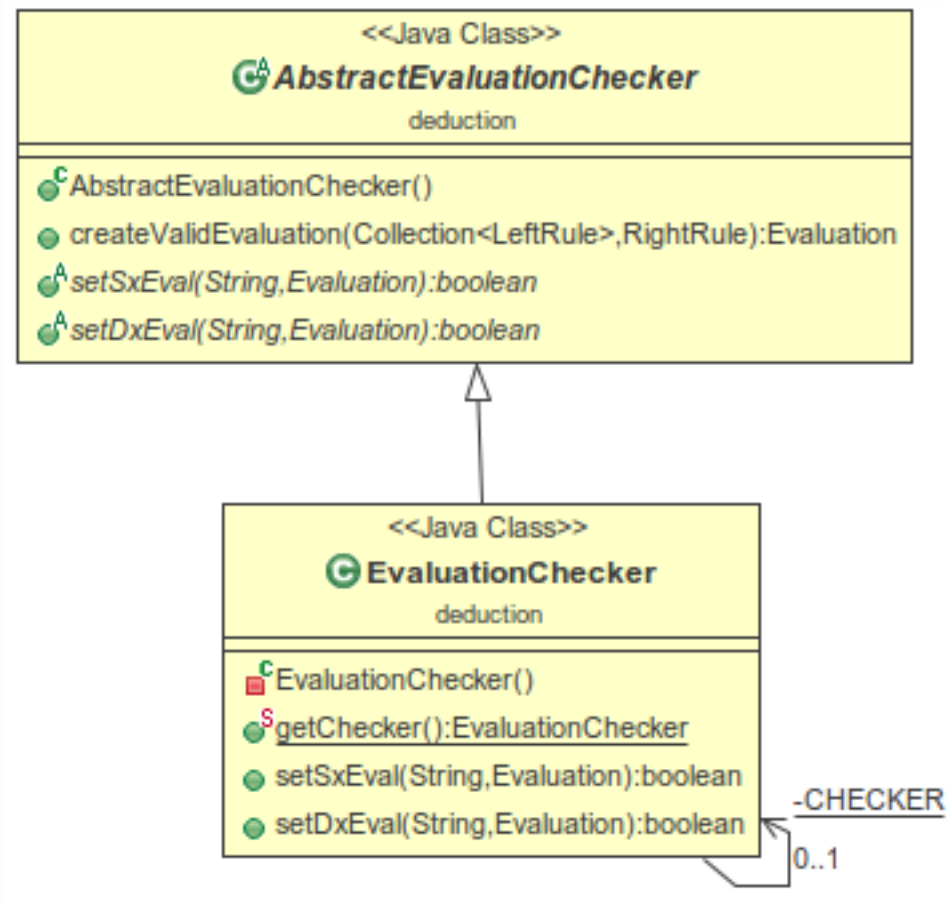 <<Java Class>>
AbstractEvaluationChecker
deduction
AbstractEvaluationChecker()
createValidEvaluation(Collection<LeftRule>,RightRule):Evaluation
setSxEval(String,Evaluation):boolean
setDxEval(String,Evaluation):boolean
<<Java Class>>
EvaluationChecker
deduction
EvaluationChecker()
getChecker():EvaluationChecker
setSxEval(String,Evaluation):boolean
setDxEval(String,Evaluation):boolean
-CHECKER
0..1